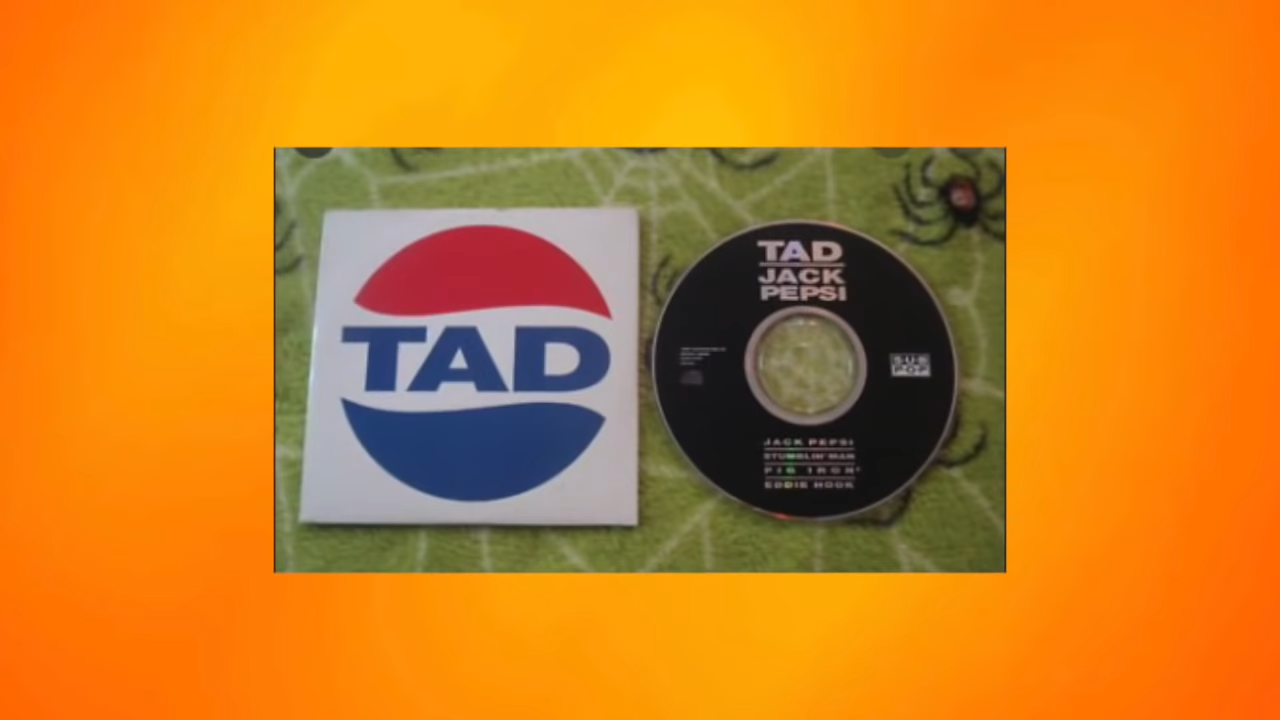 TAD
TAD
JACK
PEPSI
SUB
POP
JACK PEPSI
STUMBLIN' MAN
PIG IRON
EDDIE HOOK